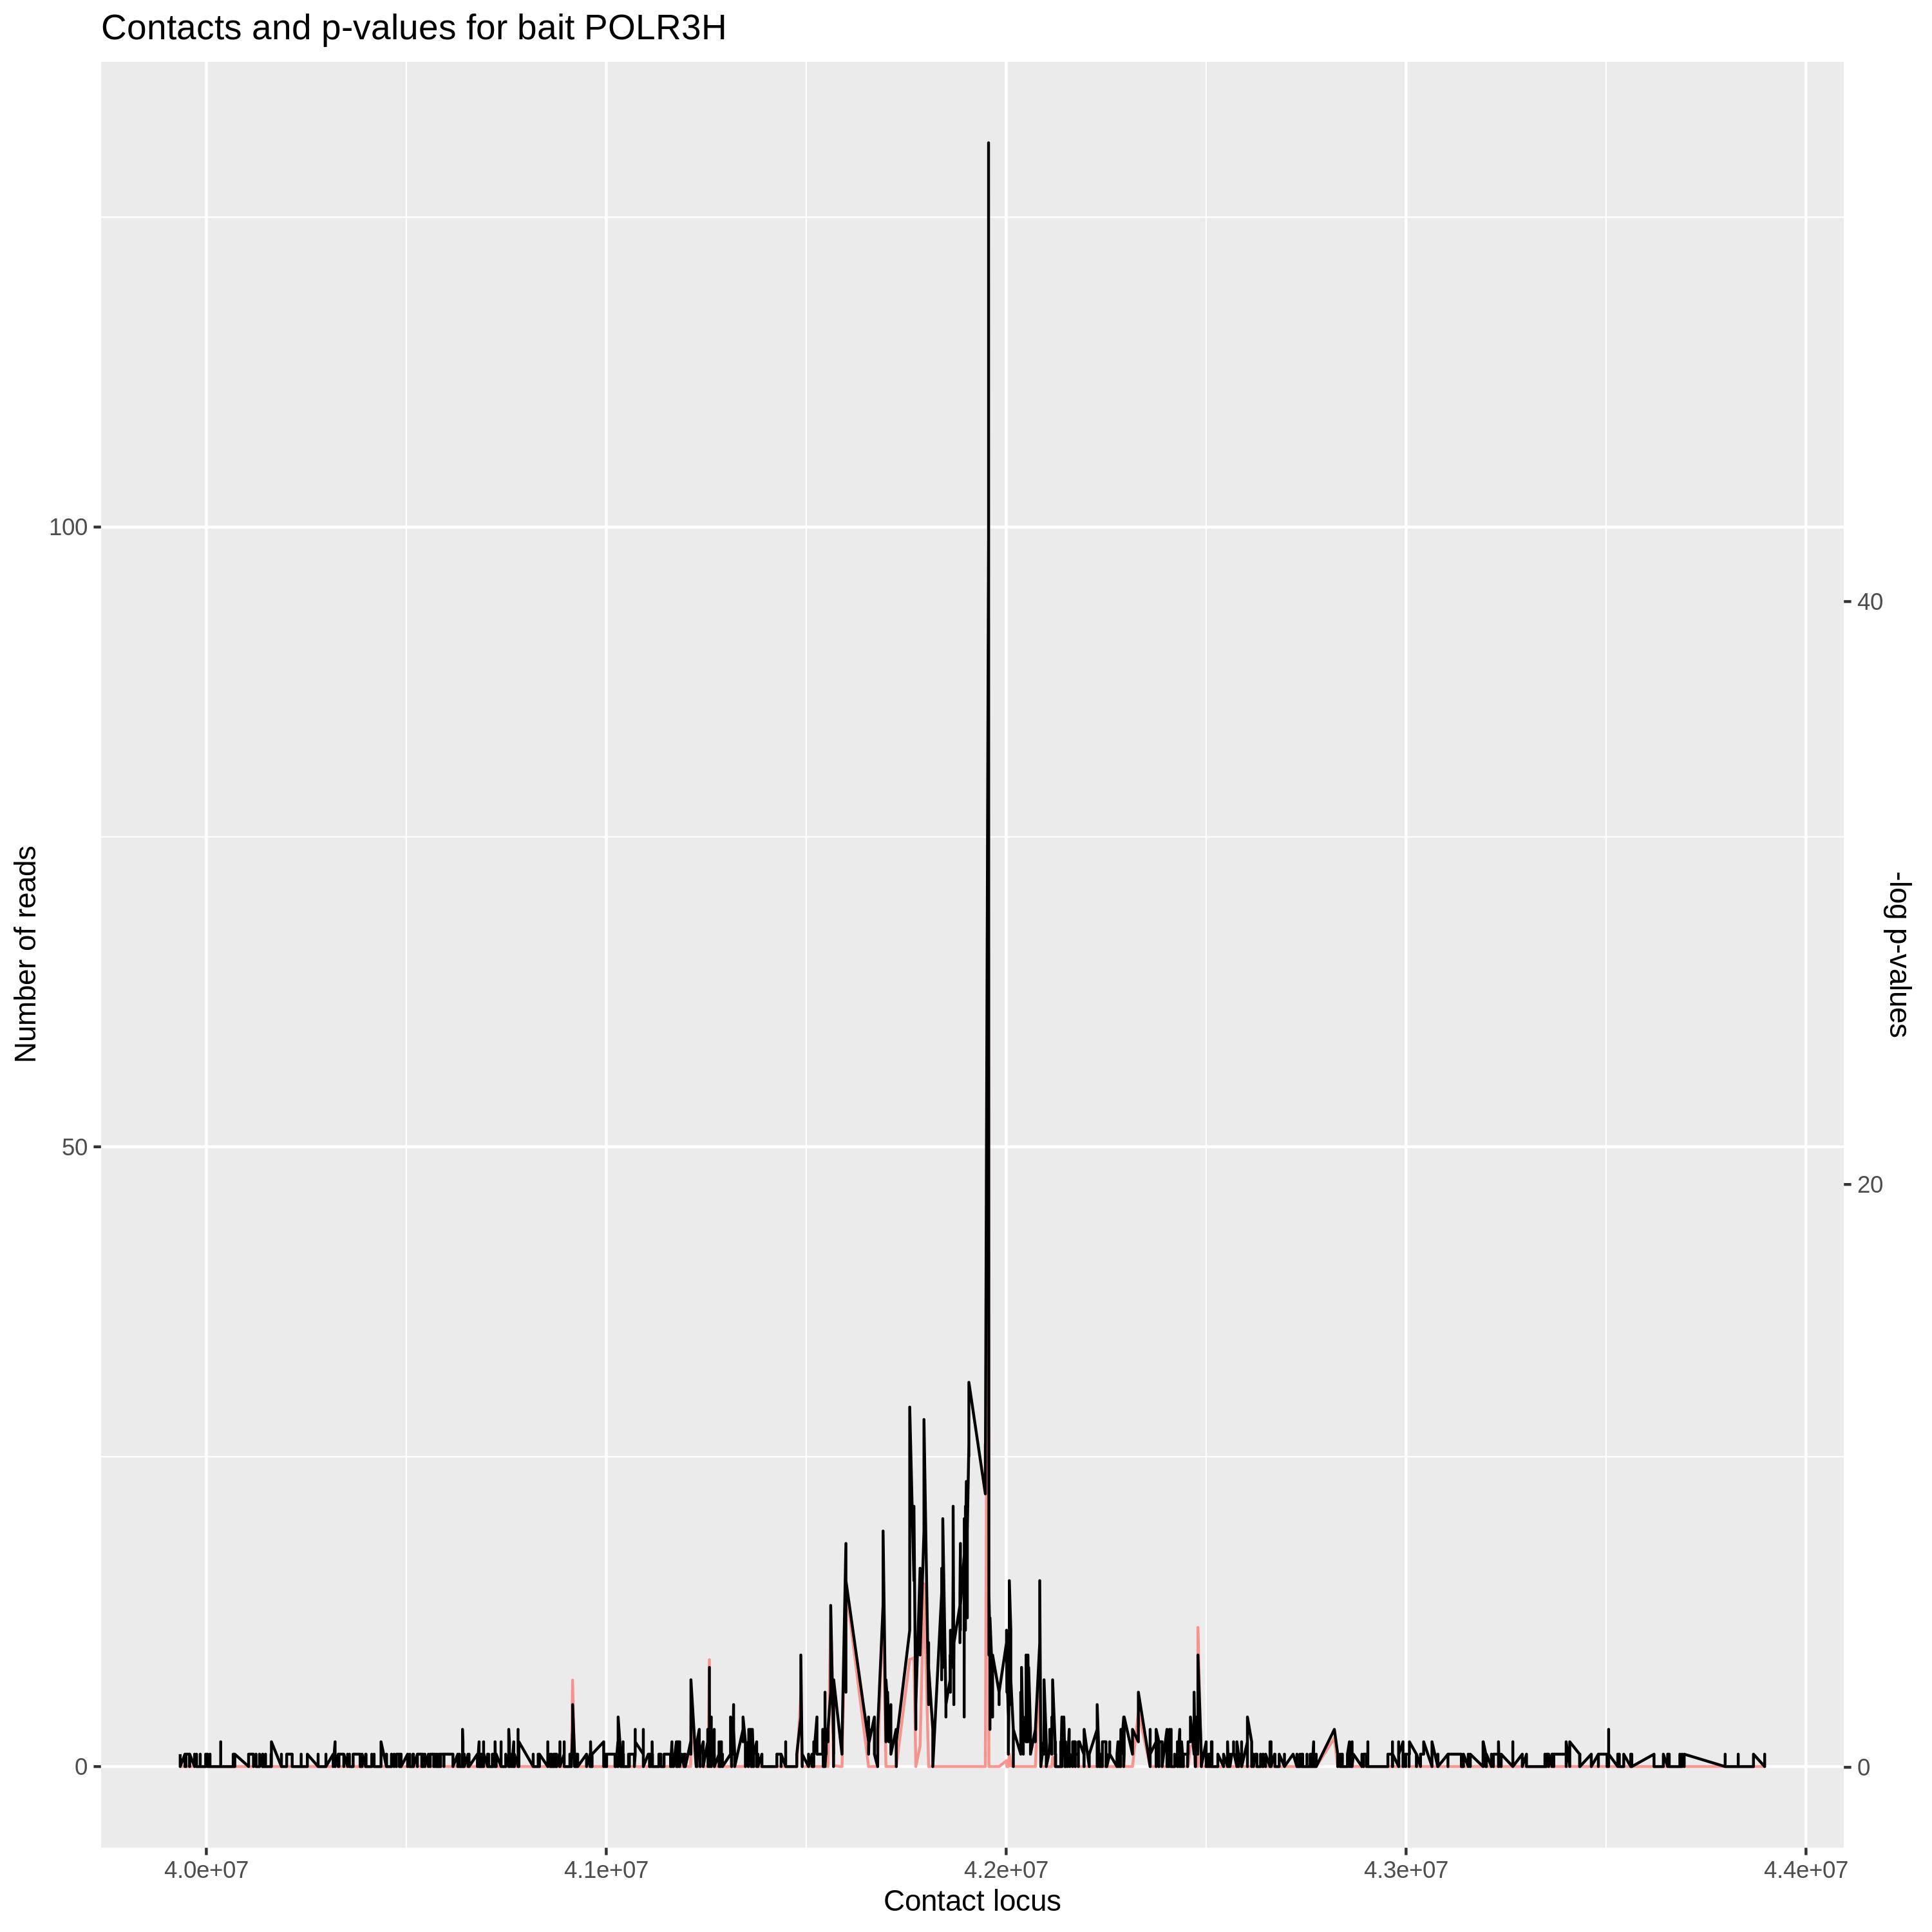 Contacts and p-values for bait POLR3H
Number of reads
100
50
0
40
20
0
-log p-values
4.0e+07
4.1e+07
4.2e+07
4.3e+07
4.4e+07
Contact locus